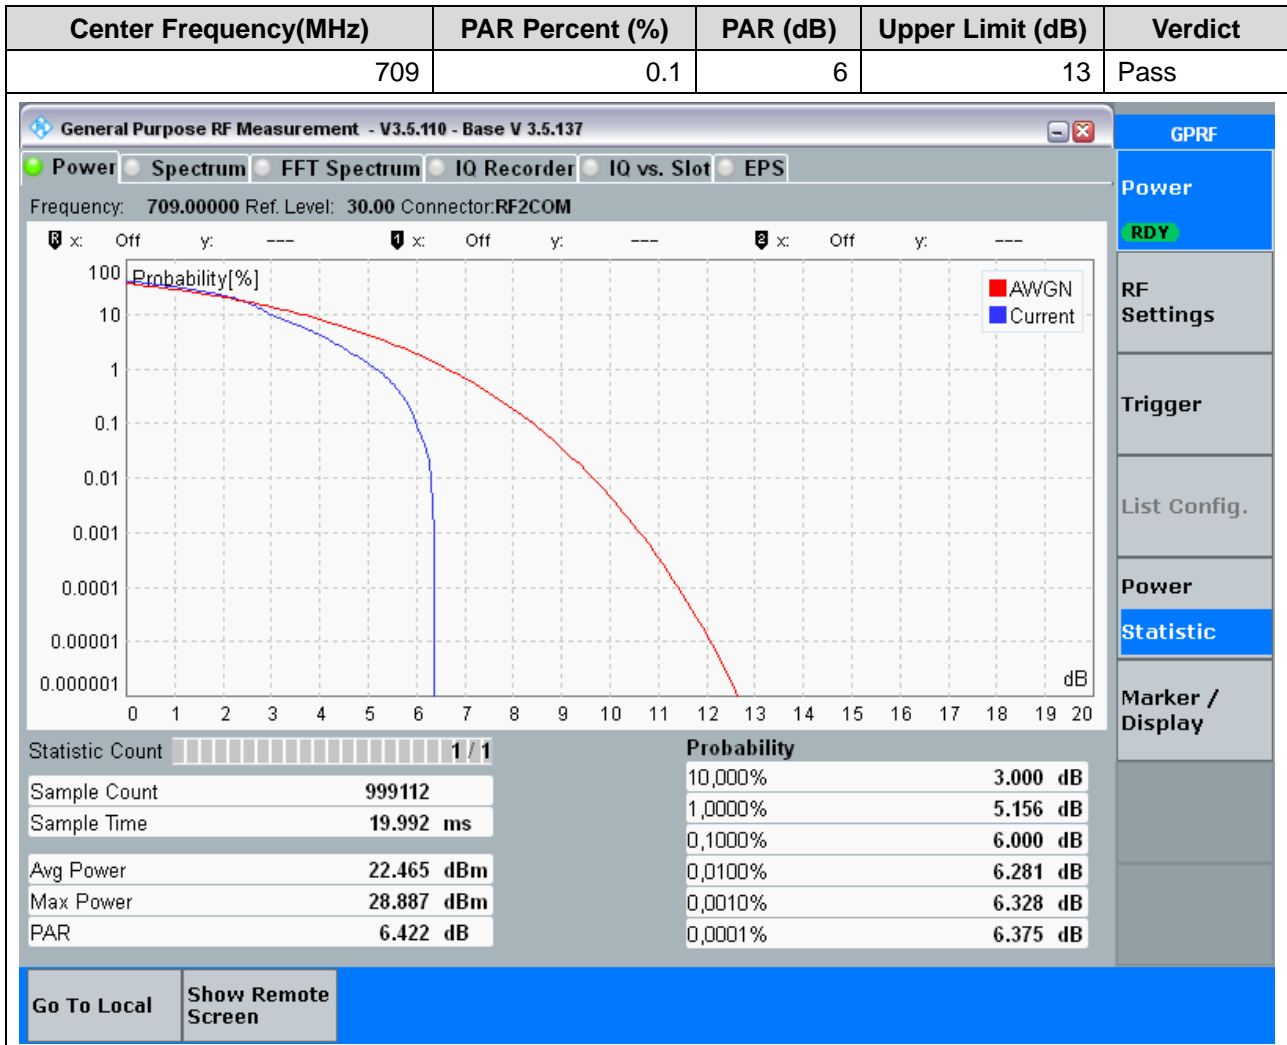 Center Frequency(MHz) PAR Percent (%) PAR (dB) Upper Limit (dB) Verdict
709 0.1 6 13 Pass
General Purpose RF Measurement - V3.5.110 - Base V 3.5.137
GPRF
Power Spectrum FFT Spectrum IQ Recorder IQ vs. Slot EPS
Frequency: 709.00000 Ref. Level: 30.00 Connector:RF2COM
R x: Off y: --- 1 x: Off y: --- 2 x: Off y: ---
Probability[%]
100
10
1
0.1
0.01
0.001
0.0001
0.00001
0.000001
AWGN
Current
dB
0 1 2 3 4 5 6 7 8 9 10 11 12 13 14 15 16 17 18 19 20
Statistic Count 1 / 1
Sample Count 999112
Sample Time 19.992 ms
Avg Power 22.465 dBm
Max Power 28.887 dBm
PAR 6.422 dB
Probability
10,000% 3.000 dB
1,0000% 5.156 dB
0,1000% 6.000 dB
0,0100% 6.281 dB
0,0010% 6.328 dB
0,0001% 6.375 dB
Power
RDY
RF
Settings
Trigger
List Config.
Power
Statistic
Marker /
Display
Go To Local
Show Remote
Screen